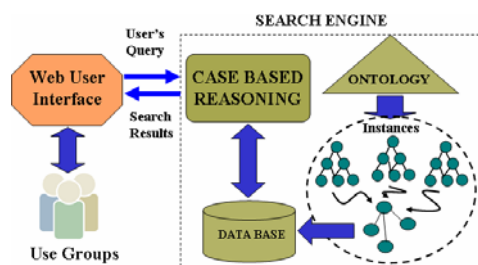 SEARCH ENGINE
User's
Query
Web User
Interface
CASE BASED
REASONING
ONTOLOGY
Search
Results
Instances
Use Groups
DATA BASE